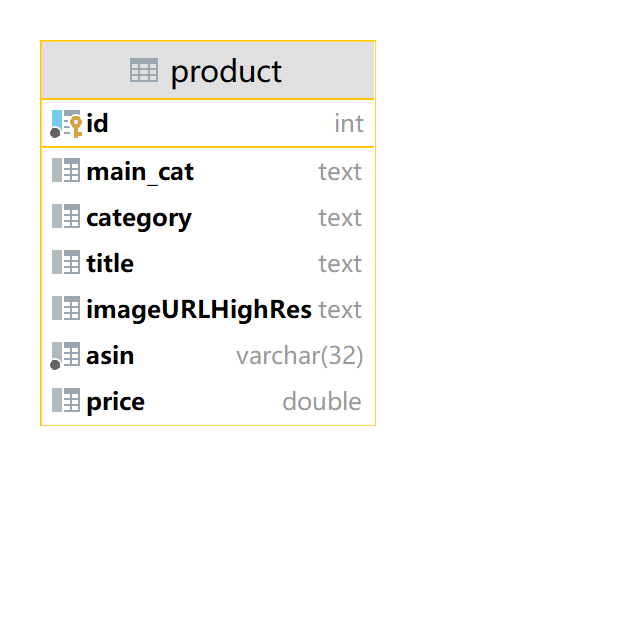 product
id int
main_cat text
category text
title text
imageURLHighRes text
asin varchar(32)
price double